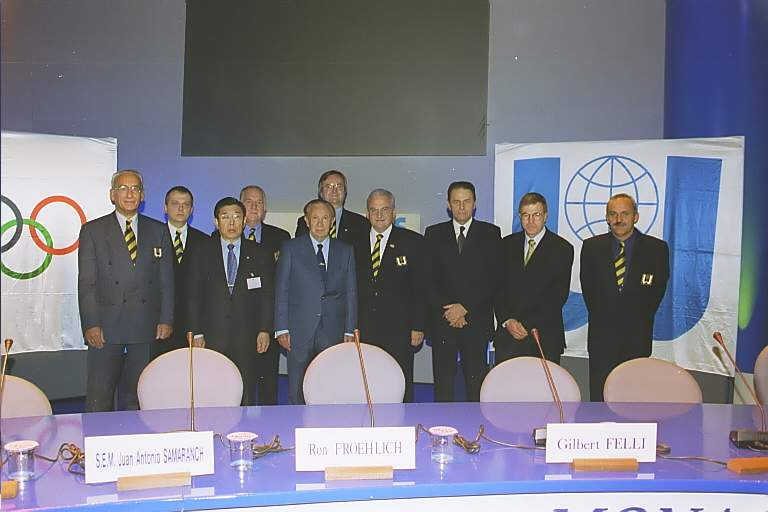 S.E.M. Juan Antonio SAMARANCH
Ron FROEHLICH
Gilbert FELLI